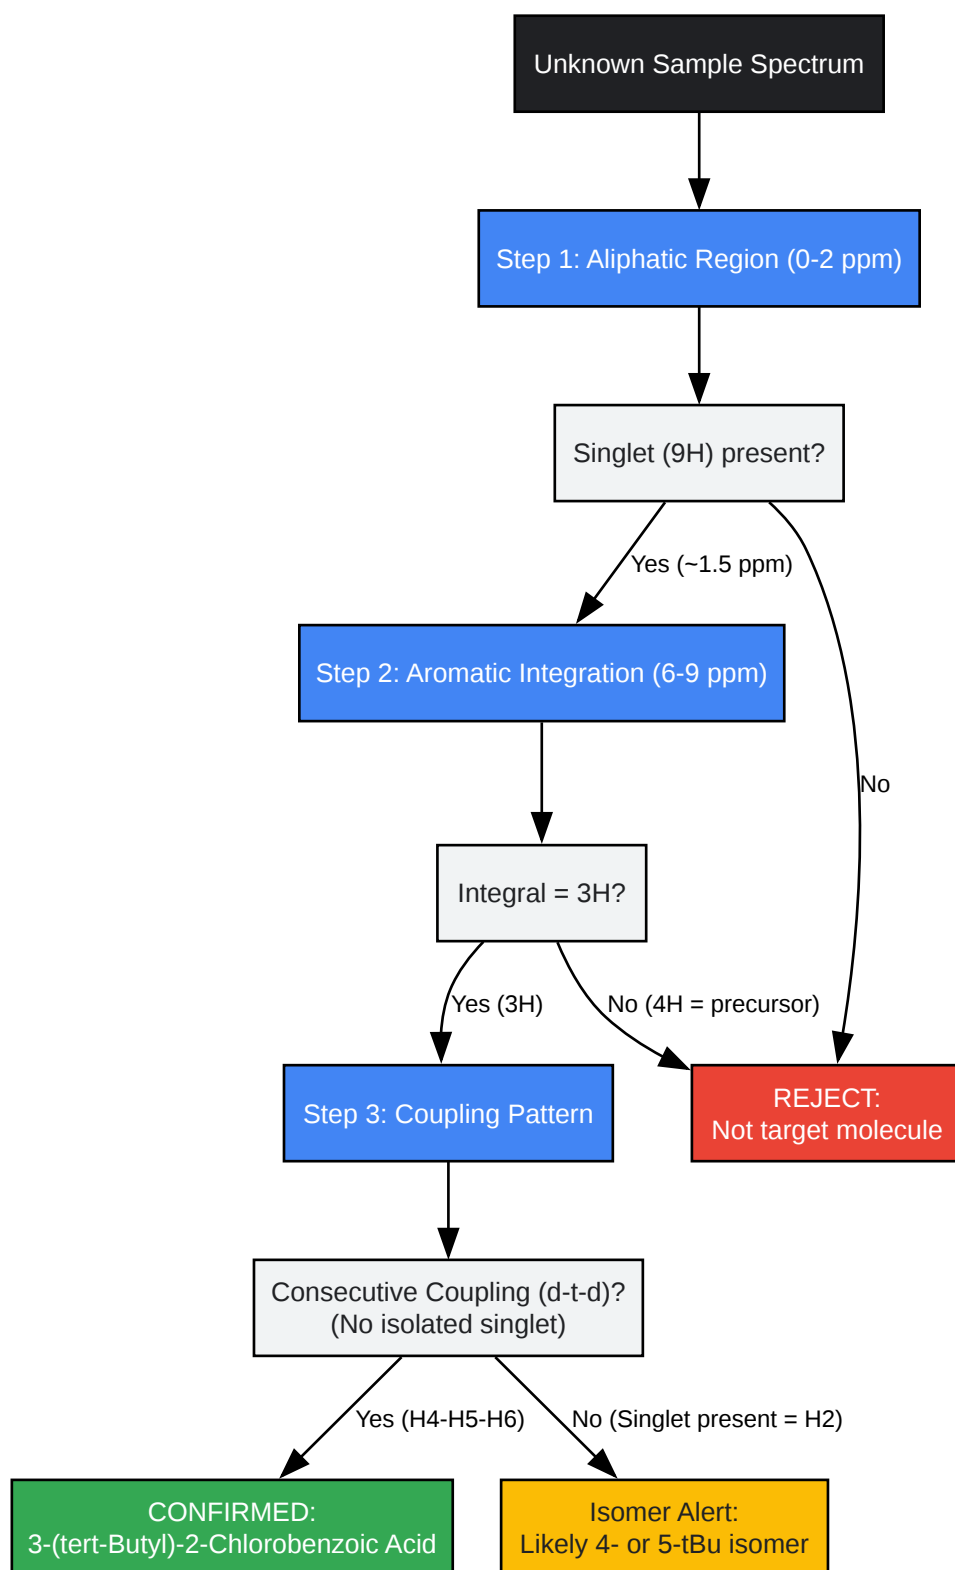 Unknown Sample Spectrum
Step 1: Aliphatic Region (0-2 ppm)
Singlet (9H) present?
Yes (~1.5 ppm)
Step 2: Aromatic Integration (6-9 ppm)
No
Integral = 3H?
Yes (3H)
No (4H = precursor)
Step 3: Coupling Pattern
REJECT:
Not target molecule
Consecutive Coupling (d-t-d)?
(No isolated singlet)
Yes (H4-H5-H6)
No (Singlet present = H2)
CONFIRMED:
3-(tert-Butyl)-2-Chlorobenzoic Acid
Isomer Alert:
Likely 4- or 5-tBu isomer